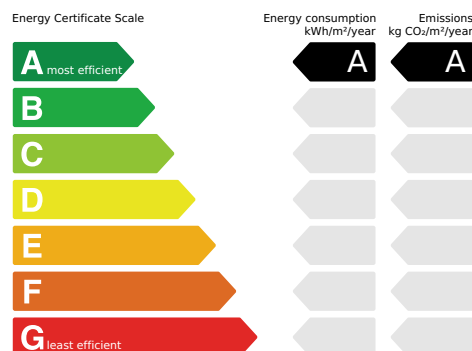 Energy Certificate Scale
Energy consumption
kWh/m²/year
Emissions
kg CO₂/m²/year
A most efficient
A
A
B
C
D
E
F
G least efficient